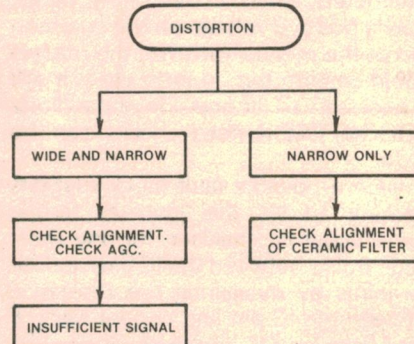 DISTORTION
WIDE AND NARROW
NARROW ONLY
CHECK ALIGNMENT.
CHECK AGC.
CHECK ALIGNMENT
OF CERAMIC FILTER
INSUFFICIENT SIGNAL